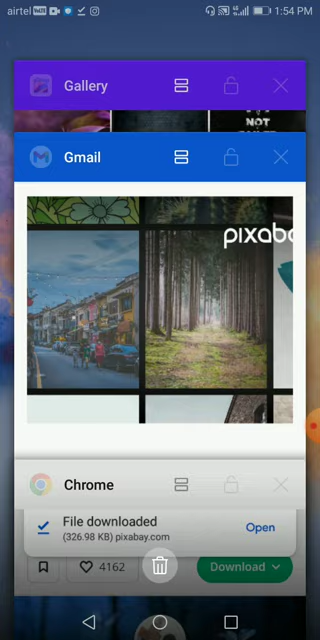 airtel VoLTE 1:54 PM
Gallery
NOT
Gmail
pixaba
Chrome
File downloaded
(326.98 KB) pixabay.com
Open
4162
Download